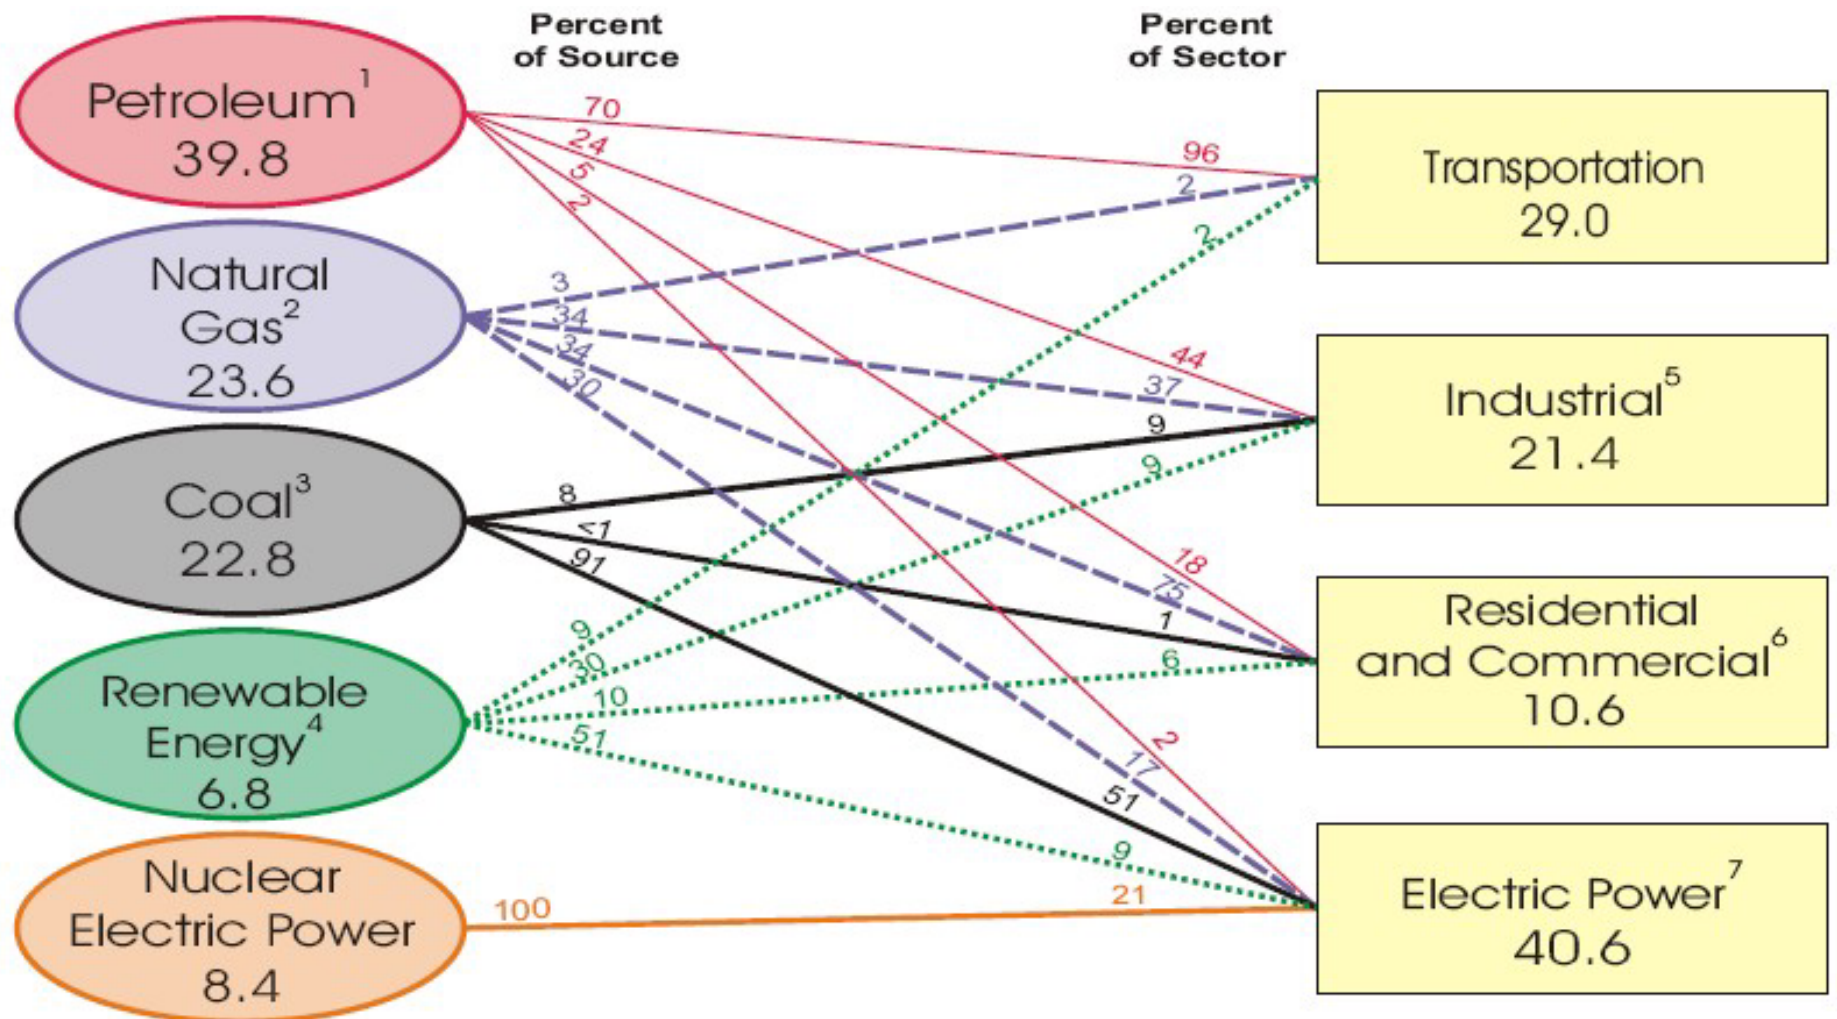 Percent
of Source
Percent
of Sector
Petroleum1
39.8
Natural
Gas2
23.6
Coal3
22.8
Renewable
Energy4
6.8
Nuclear
Electric Power
8.4
70
24
5
2
3
34
34
30
8
<1
91
9
30
10
51
100
96
2
2
44
37
9
9
18
75
1
6
2
17
51
9
21
Transportation
29.0
Industrial5
21.4
Residential
and Commercial6
10.6
Electric Power7
40.6